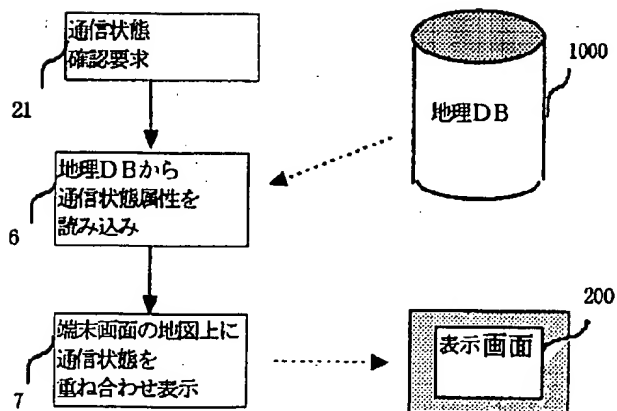 通信状態
確認要求
21
1000
地理DB
地理DBから
通信状態属性を
読み込み
6
200
端末画面の地図上に
通信状態を
重ね合わせ表示
7
表示画面